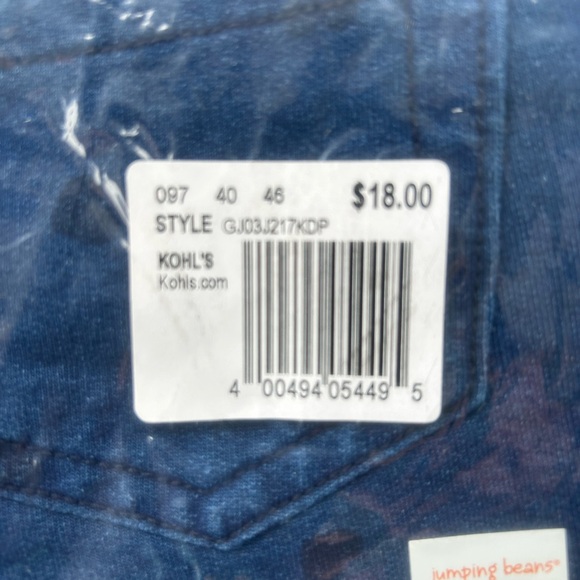 097 40 46 $18.00
STYLE GJ03J217KDP
KOHL'S
Kohls.com
4 00494 05449 5
jumping beans®